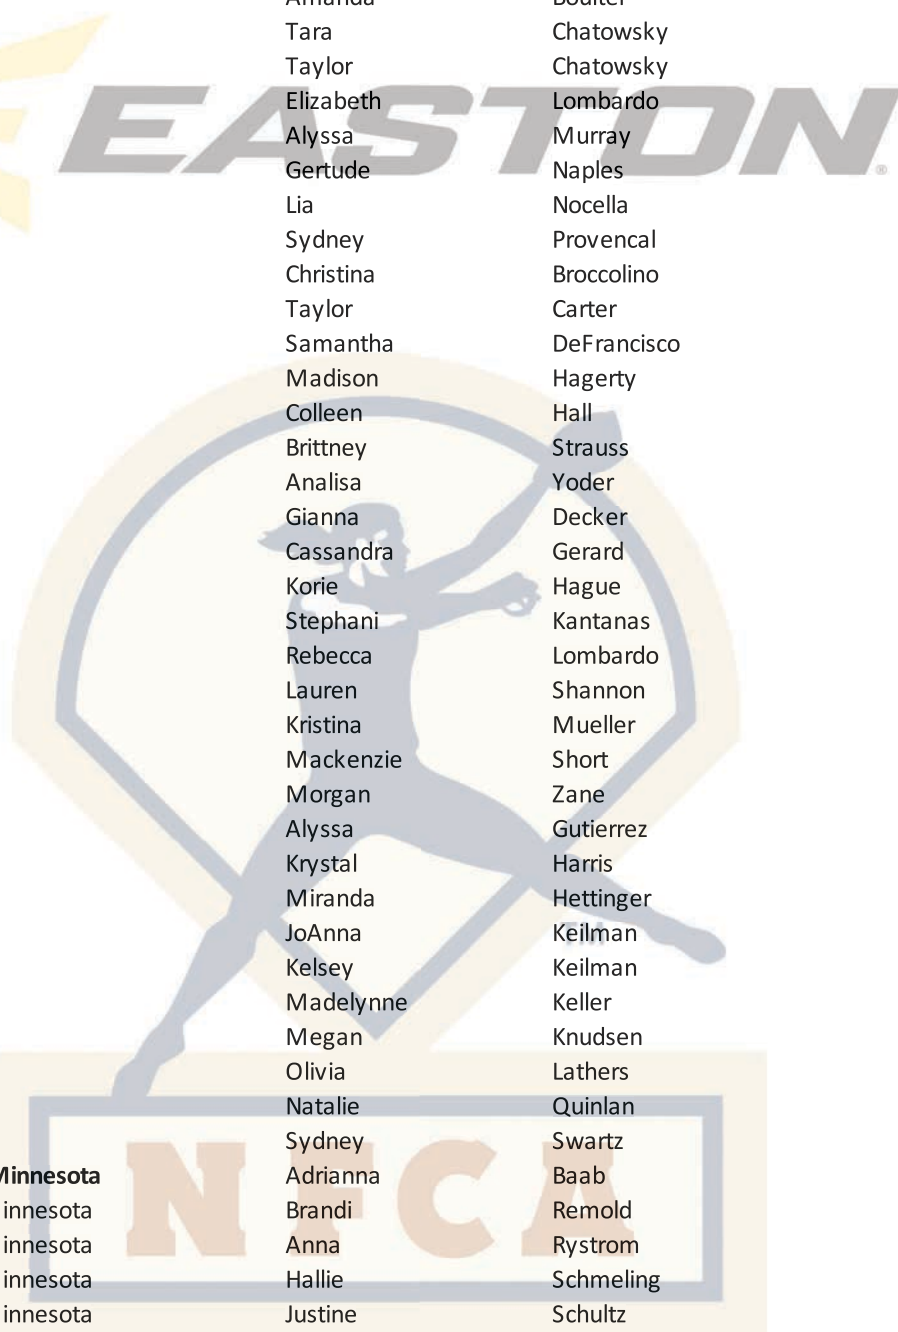 Amanda Boulter
Tara Chatowsky
Taylor Chatowsky
EASTON®
Elizabeth Lombardo
Alyssa Murray
Gertude Naples
Lia Nocella
Sydney Provencal
Christina Broccolino
Taylor Carter
Samantha DeFrancisco
Madison Hagerty
Colleen Hall
Brittney Strauss
Analisa Yoder
Gianna Decker
Cassandra Gerard
Korie Hague
Stephani Kantanas
Rebecca Lombardo
Lauren Shannon
Kristina Mueller
Mackenzie Short
Morgan Zane
Alyssa Gutierrez
Krystal Harris
Miranda Hettinger
JoAnna Keilman
TM
Kelsey Keilman
Madelynne Keller
Megan Knudsen
Olivia Lathers
Natalie Quinlan
Sydney Swartz
NFCA
Minnesota Adrianna Baab
innesota Brandi Remold
innesota Anna Rystrom
innesota Hallie Schmeling
innesota Justine Schultz